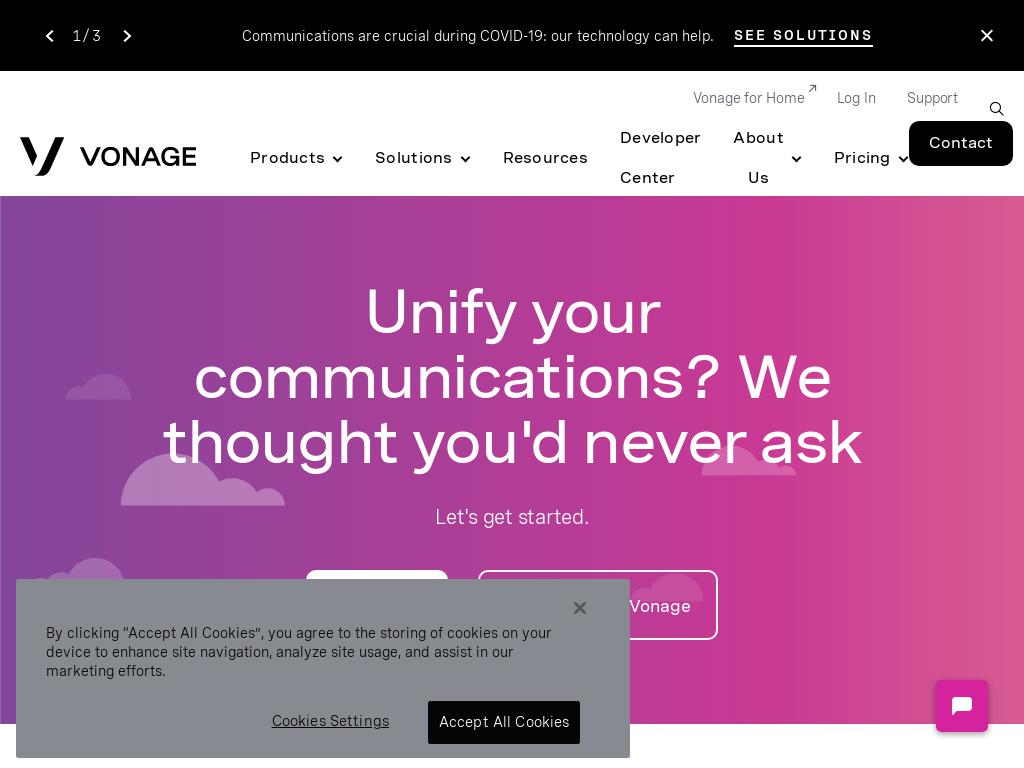 1 / 3
Communications are crucial during COVID-19: our technology can help.
SEE SOLUTIONS
Vonage for Home
Log In
Support
VONAGE
Products
Solutions
Resources
Developer
Center
About
Us
Pricing
Contact
Unify your
communications? We
thought you'd never ask
Let's get started.
Vonage
By clicking “Accept All Cookies”, you agree to the storing of cookies on your
device to enhance site navigation, analyze site usage, and assist in our
marketing efforts.
Cookies Settings
Accept All Cookies